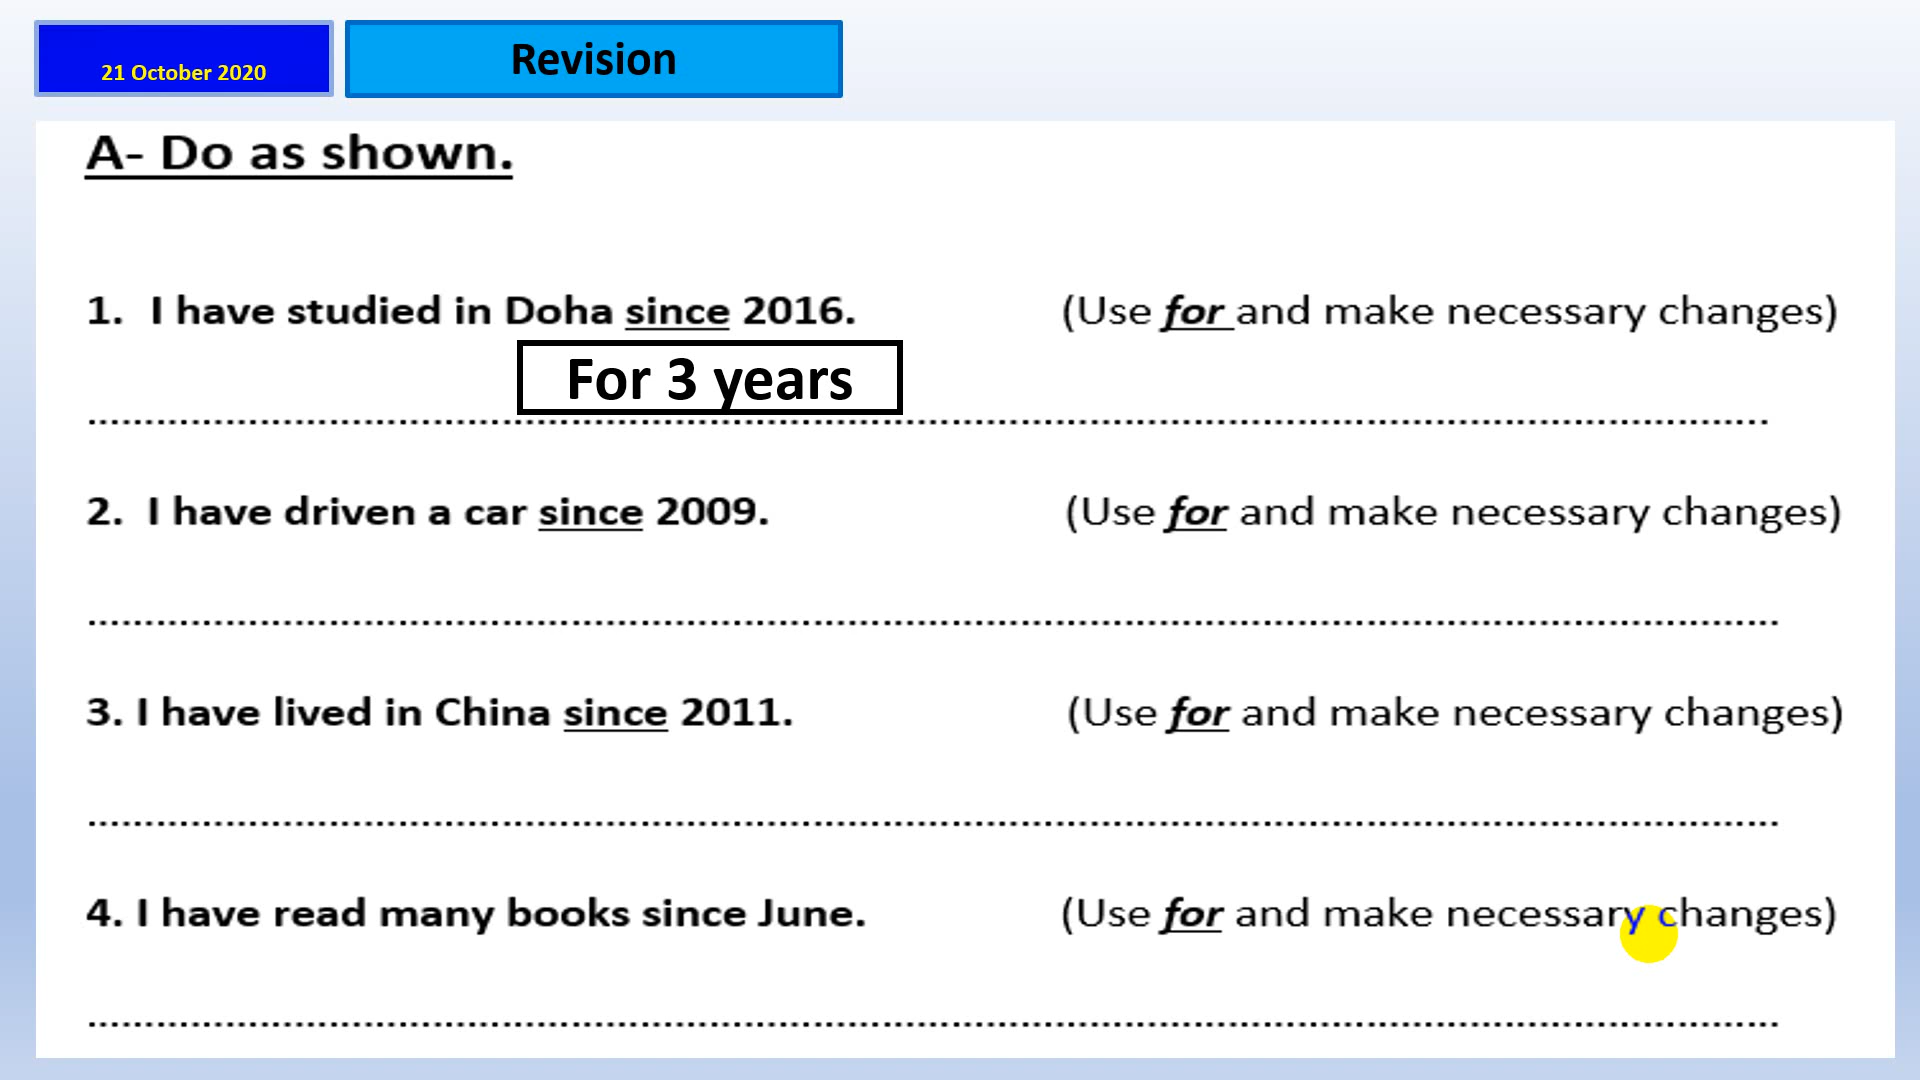 21 October 2020
Revision
A- Do as shown.
1. I have studied in Doha since 2016. (Use for and make necessary changes)
For 3 years
........................................................................................................................................................
2. I have driven a car since 2009. (Use for and make necessary changes)
........................................................................................................................................................
3. I have lived in China since 2011. (Use for and make necessary changes)
........................................................................................................................................................
4. I have read many books since June. (Use for and make necessary changes)
........................................................................................................................................................